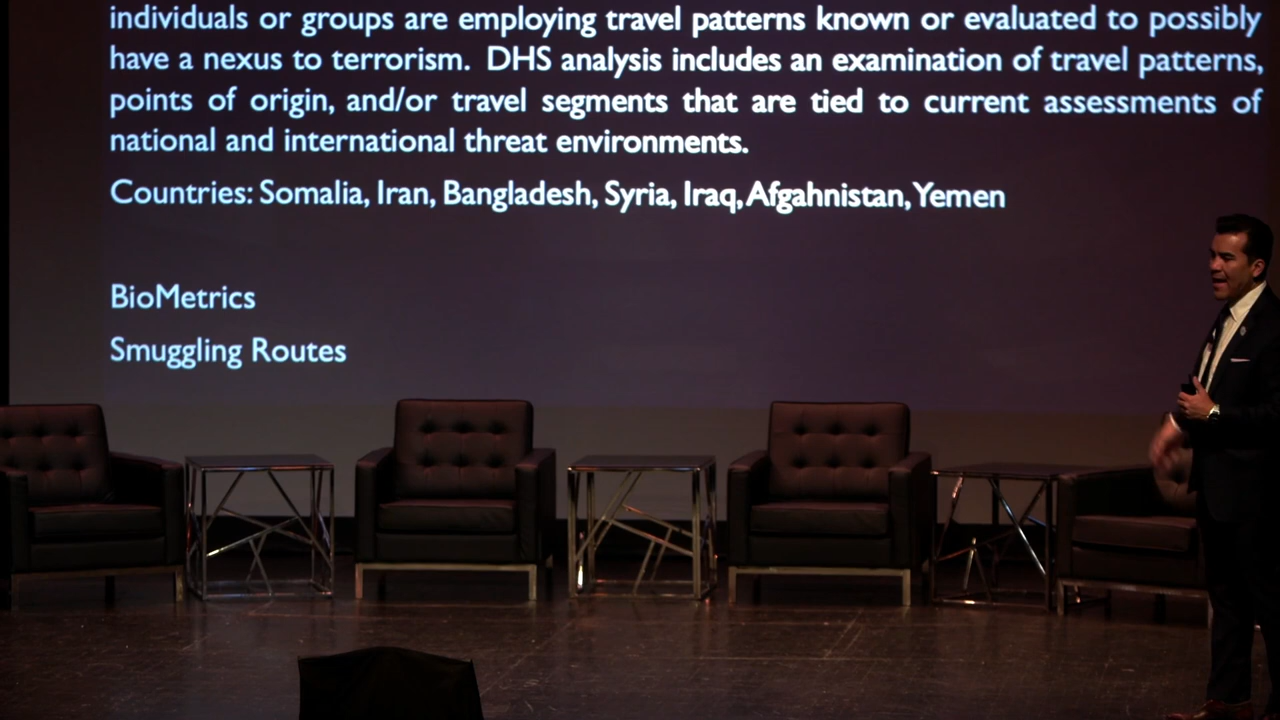 individuals or groups are employing travel patterns known or evaluated to possibly
have a nexus to terrorism. DHS analysis includes an examination of travel patterns,
points of origin, and/or travel segments that are tied to current assessments of
national and international threat environments.
Countries: Somalia, Iran, Bangladesh, Syria, Iraq, Afgahnistan, Yemen
BioMetrics
Smuggling Routes